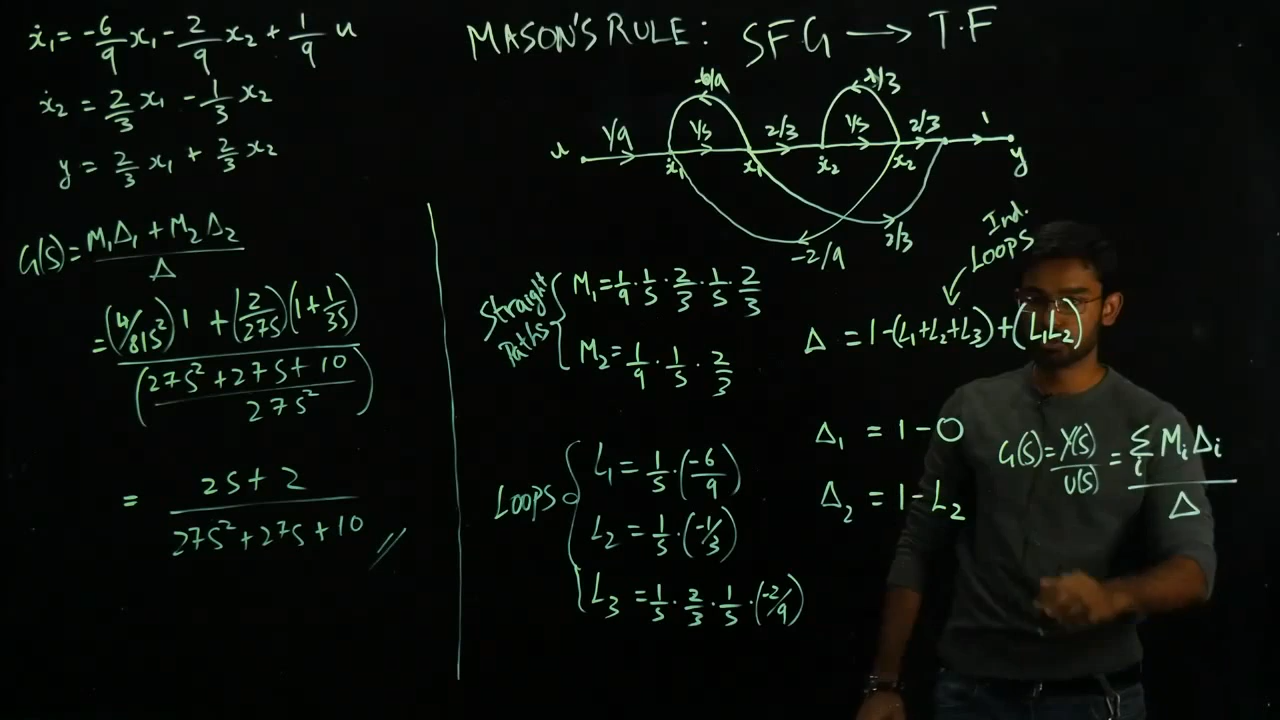 MASON'S RULE: SFG → T.F
ẋ₁ = -6/9 x₁ - 2/9 x₂ + 1/9 u
ẋ₂ = 2/3 x₁ - 1/3 x₂
y = 2/3 x₁ + 2/3 x₂
G(S) = (M₁Δ₁ + M₂Δ₂)/Δ
= ((4/81S²) 1 + (2/27S)(1 + 1/3S))/((27S² + 27S + 10)/27S²)
= (2S + 2)/(27S² + 27S + 10) //
-6/9
1/9 1/S 2/3 1/S 2/3 1
u ẋ₁ x₁ ẋ₂ x₂ y
-2/9 2/3
Straight Paths
M₁ = 1/9 · 1/S · 2/3 · 1/S · 2/3
M₂ = 1/9 · 1/S · 2/3
LOOPS
L₁ = 1/S · (-6/9)
L₂ = 1/S · (-1/3)
L₃ = 1/S · 2/3 · 1/S · (-2/9)
Ind. LOOPS
Δ = 1 - (L₁ + L₂ + L₃) + (L₁L₂)
Δ₁ = 1 - 0
Δ₂ = 1 - L₂
G(S) = Y(S)/U(S) = Σᵢ MᵢΔᵢ/Δ